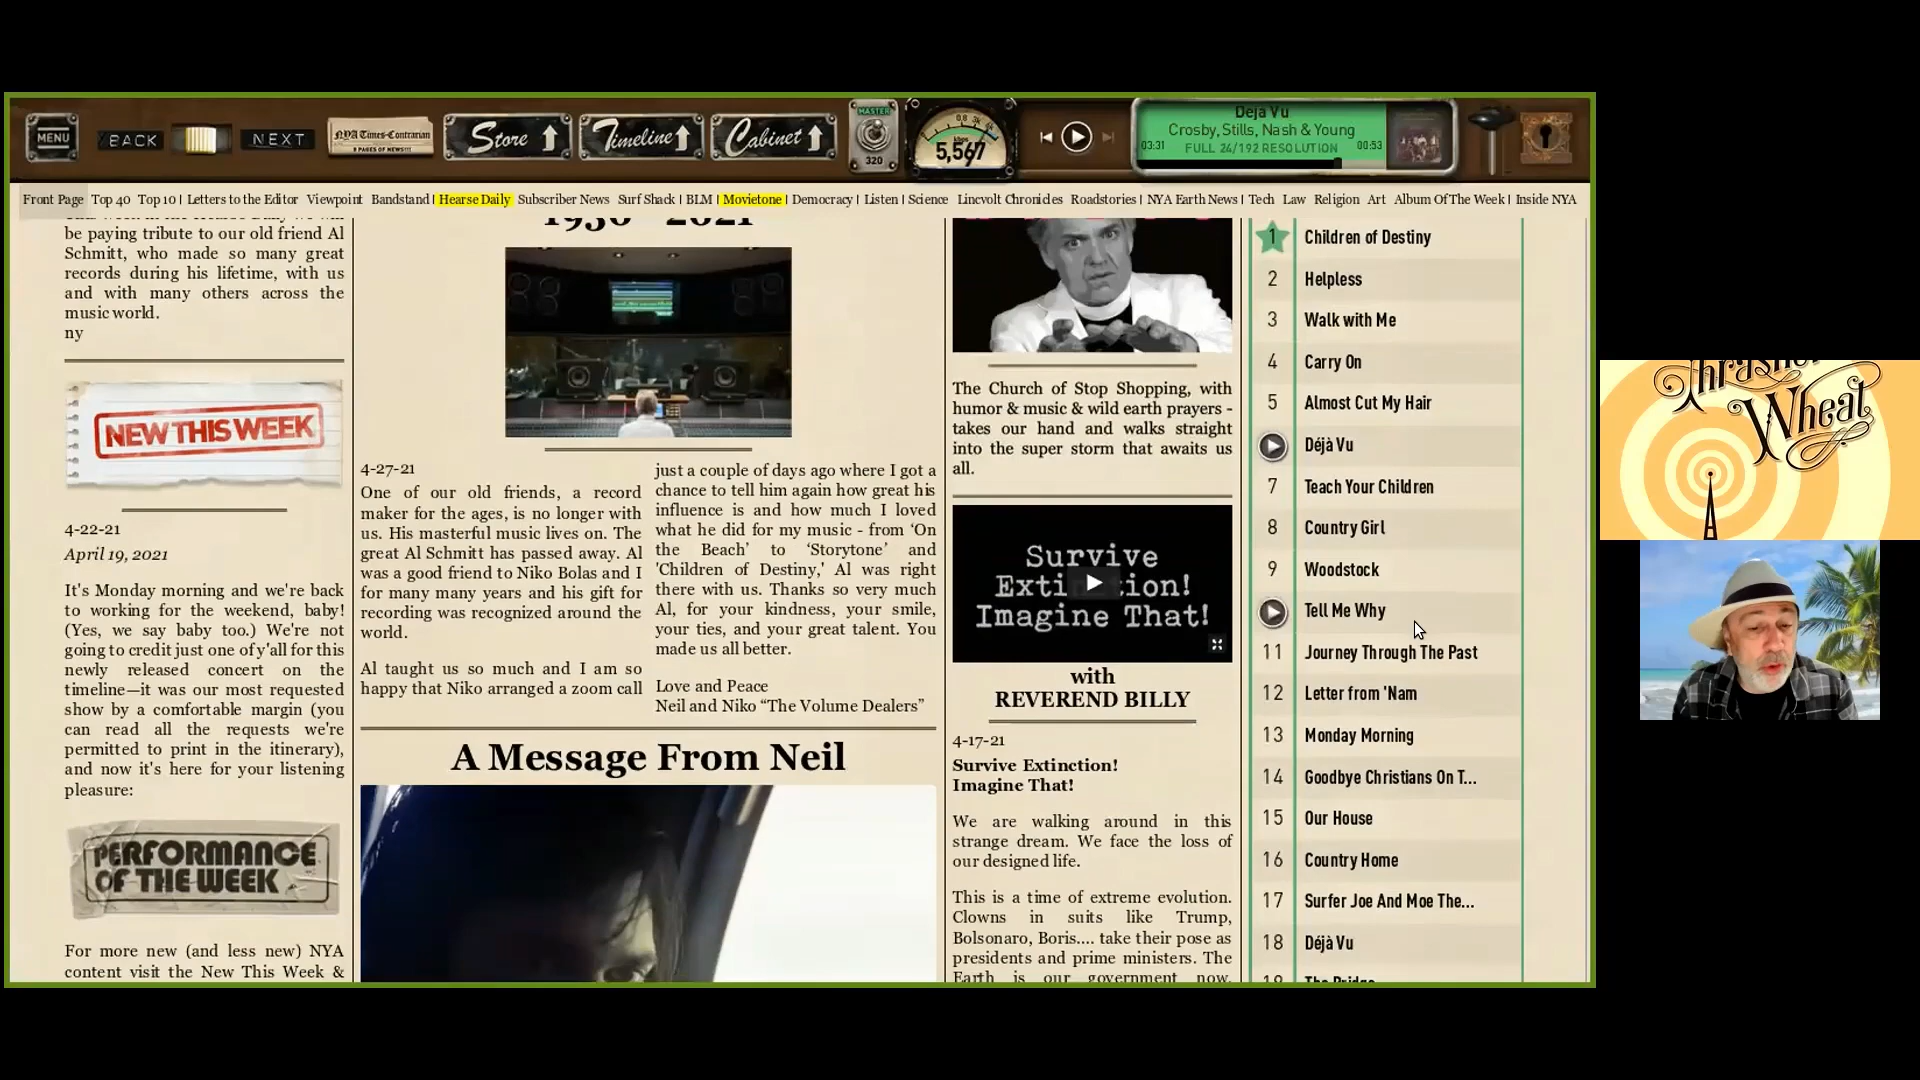 MENU
BACK
NEXT
NYA Times-Contrarian
8 PAGES OF NEWS!!!
Store
Timeline
Cabinet
MASTER
320
5,567
Déjà Vu
Crosby, Stills, Nash & Young
FULL 24/192 RESOLUTION
03:31
00:53
Front Page Top 40 Top 10 | Letters to the Editor Viewpoint Bandstand | Hearse Daily Subscriber News Surf Shack | BLM | Movietone | Democracy | Listen | Science Lincvolt Chronicles Roadstories | NYA Earth News | Tech Law Religion Art Album Of The Week | Inside NYA
be paying tribute to our old friend Al
Schmitt, who made so many great
records during his lifetime, with us
and with many others across the
music world.
ny
NEW THIS WEEK
4-22-21
April 19, 2021
It's Monday morning and we're back
to working for the weekend, baby!
(Yes, we say baby too.) We're not
going to credit just one of y'all for this
newly released concert on the
timeline—it was our most requested
show by a comfortable margin (you
can read all the requests we're
permitted to print in the itinerary),
and now it's here for your listening
pleasure:
PERFORMANCE
OF THE WEEK
For more new (and less new) NYA
content visit the New This Week &
1930 - 2021
4-27-21
One of our old friends, a record
maker for the ages, is no longer with
us. His masterful music lives on. The
great Al Schmitt has passed away. Al
was a good friend to Niko Bolas and I
for many many years and his gift for
recording was recognized around the
world.
Al taught us so much and I am so
happy that Niko arranged a zoom call
just a couple of days ago where I got a
chance to tell him again how great his
influence is and how much I loved
what he did for my music - from ‘On
the Beach’ to ‘Storytone’ and
'Children of Destiny,' Al was right
there with us. Thanks so very much
Al, for your kindness, your smile,
your ties, and your great talent. You
made us all better.
Love and Peace
Neil and Niko “The Volume Dealers”
A Message From Neil
The Church of Stop Shopping, with
humor & music & wild earth prayers -
takes our hand and walks straight
into the super storm that awaits us
all.
Survive
Extinction!
Imagine That!
with
REVEREND BILLY
4-17-21
Survive Extinction!
Imagine That!
We are walking around in this
strange dream. We face the loss of
our designed life.
This is a time of extreme evolution.
Clowns in suits like Trump,
Bolsonaro, Boris.... take their pose as
presidents and prime ministers. The
Earth is our government now.
1 Children of Destiny
2 Helpless
3 Walk with Me
4 Carry On
5 Almost Cut My Hair
Déjà Vu
7 Teach Your Children
8 Country Girl
9 Woodstock
Tell Me Why
11 Journey Through The Past
12 Letter from 'Nam
13 Monday Morning
14 Goodbye Christians On T...
15 Our House
16 Country Home
17 Surfer Joe And Moe The...
18 Déjà Vu
19 The Bridge
Thrasher's
Wheat